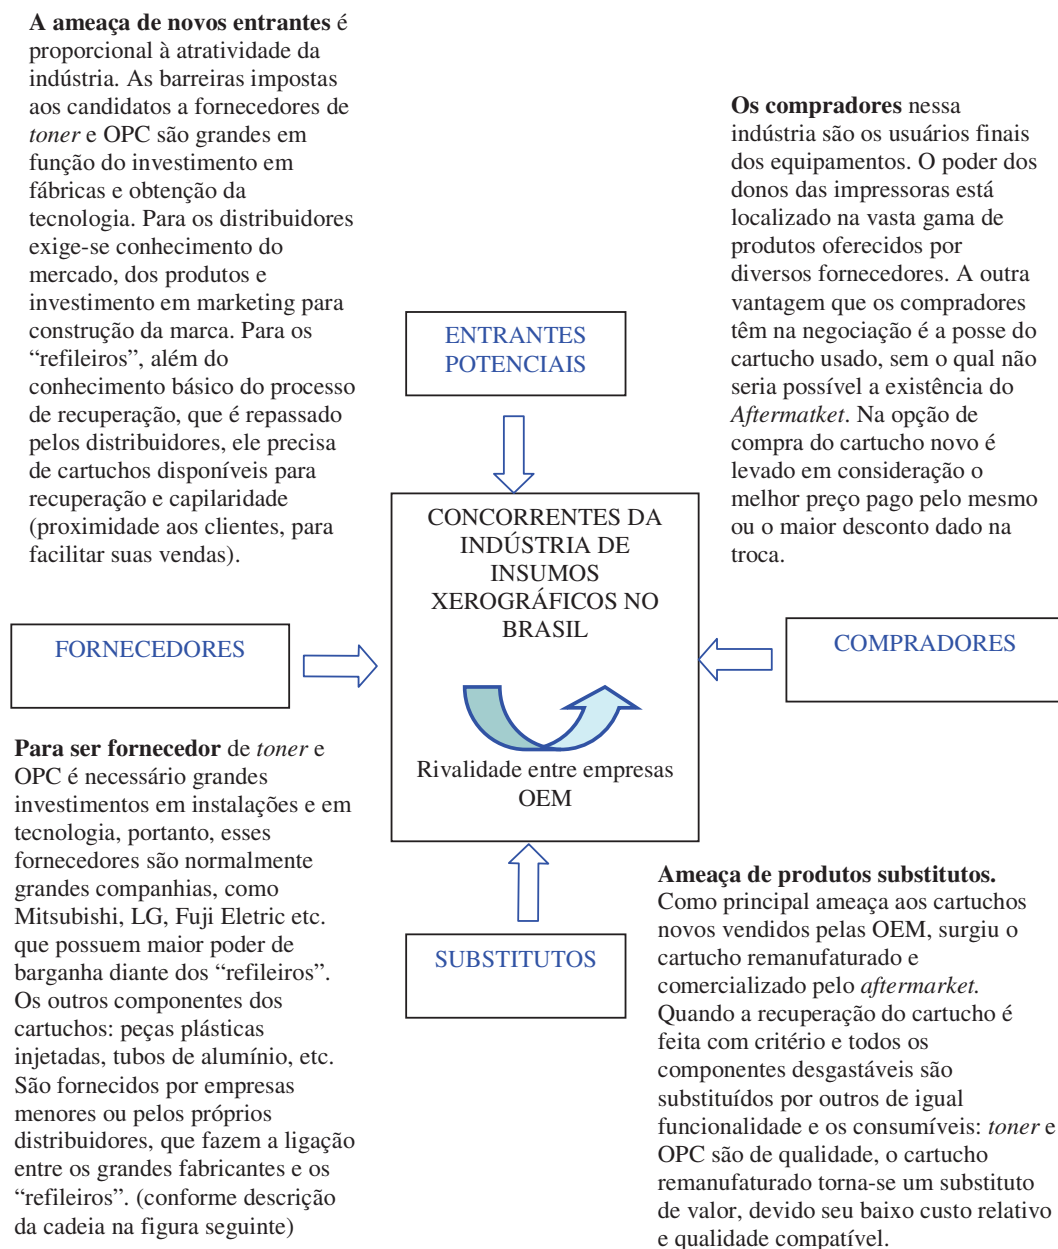 A ameaça de novos entrantes é
proporcional à atratividade da
indústria. As barreiras impostas
aos candidatos a fornecedores de
toner e OPC são grandes em
função do investimento em
fábricas e obtenção da
tecnologia. Para os distribuidores
exige-se conhecimento do
mercado, dos produtos e
investimento em marketing para
construção da marca. Para os
“refileiros”, além do
conhecimento básico do processo
de recuperação, que é repassado
pelos distribuidores, ele precisa
de cartuchos disponíveis para
recuperação e capilaridade
(proximidade aos clientes, para
facilitar suas vendas).
Os compradores nessa
indústria são os usuários finais
dos equipamentos. O poder dos
donos das impressoras está
localizado na vasta gama de
produtos oferecidos por
diversos fornecedores. A outra
vantagem que os compradores
têm na negociação é a posse do
cartucho usado, sem o qual não
seria possível a existência do
Aftermatket. Na opção de
compra do cartucho novo é
levado em consideração o
melhor preço pago pelo mesmo
ou o maior desconto dado na
troca.
ENTRANTES
POTENCIAIS
CONCORRENTES DA
INDÚSTRIA DE
INSUMOS
XEROGRÁFICOS NO
BRASIL
Rivalidade entre empresas
OEM
FORNECEDORES
COMPRADORES
Para ser fornecedor de toner e
OPC é necessário grandes
investimentos em instalações e em
tecnologia, portanto, esses
fornecedores são normalmente
grandes companhias, como
Mitsubishi, LG, Fuji Eletric etc.
que possuem maior poder de
barganha diante dos “refileiros”.
Os outros componentes dos
cartuchos: peças plásticas
injetadas, tubos de alumínio, etc.
São fornecidos por empresas
menores ou pelos próprios
distribuidores, que fazem a ligação
entre os grandes fabricantes e os
“refileiros”. (conforme descrição
da cadeia na figura seguinte)
SUBSTITUTOS
Ameaça de produtos substitutos.
Como principal ameaça aos cartuchos
novos vendidos pelas OEM, surgiu o
cartucho remanufaturado e
comercializado pelo aftermarket.
Quando a recuperação do cartucho é
feita com critério e todos os
componentes desgastáveis são
substituídos por outros de igual
funcionalidade e os consumíveis: toner e
OPC são de qualidade, o cartucho
remanufaturado torna-se um substituto
de valor, devido seu baixo custo relativo
e qualidade compatível.